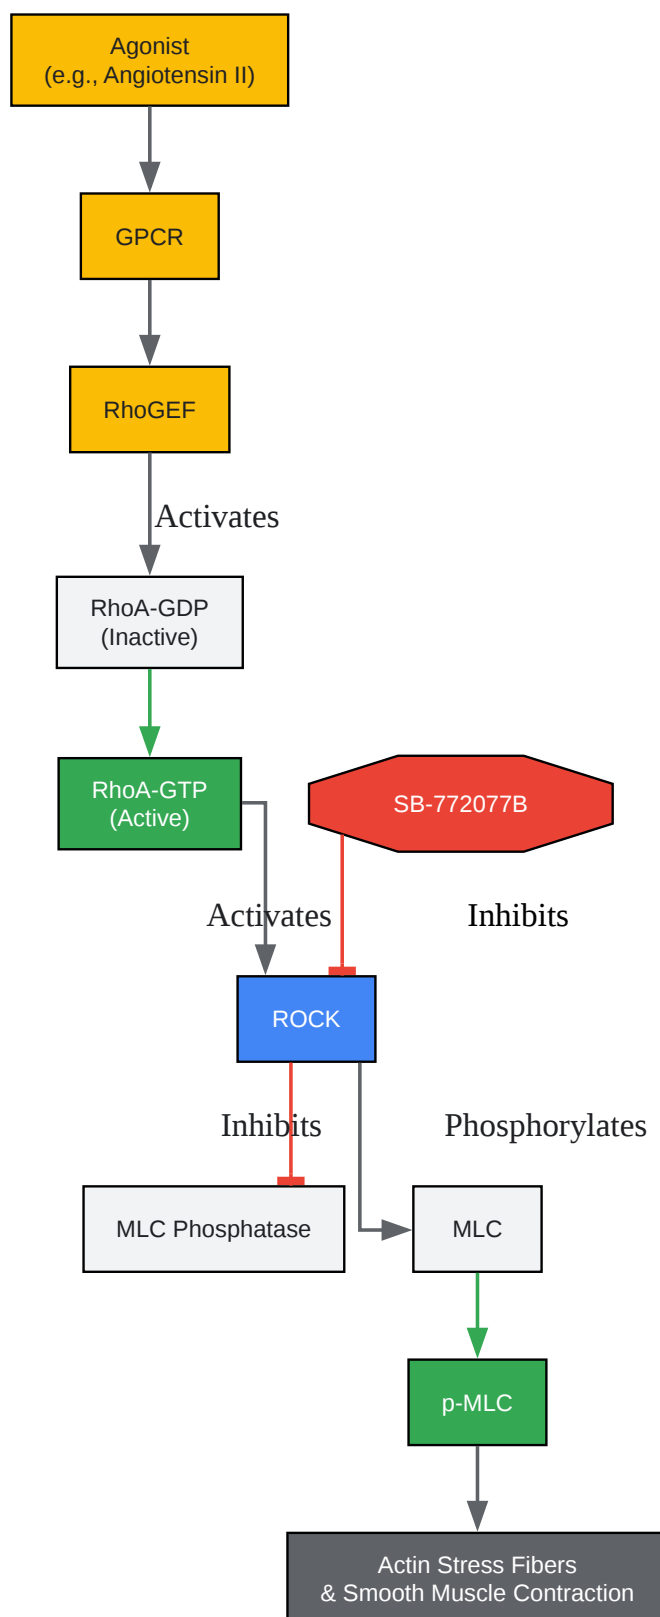 Agonist
(e.g., Angiotensin II)
GPCR
RhoGEF
Activates
RhoA-GDP
(Inactive)
RhoA-GTP
(Active)
SB-772077B
Activates
Inhibits
ROCK
Inhibits
Phosphorylates
MLC Phosphatase
MLC
p-MLC
Actin Stress Fibers
& Smooth Muscle Contraction